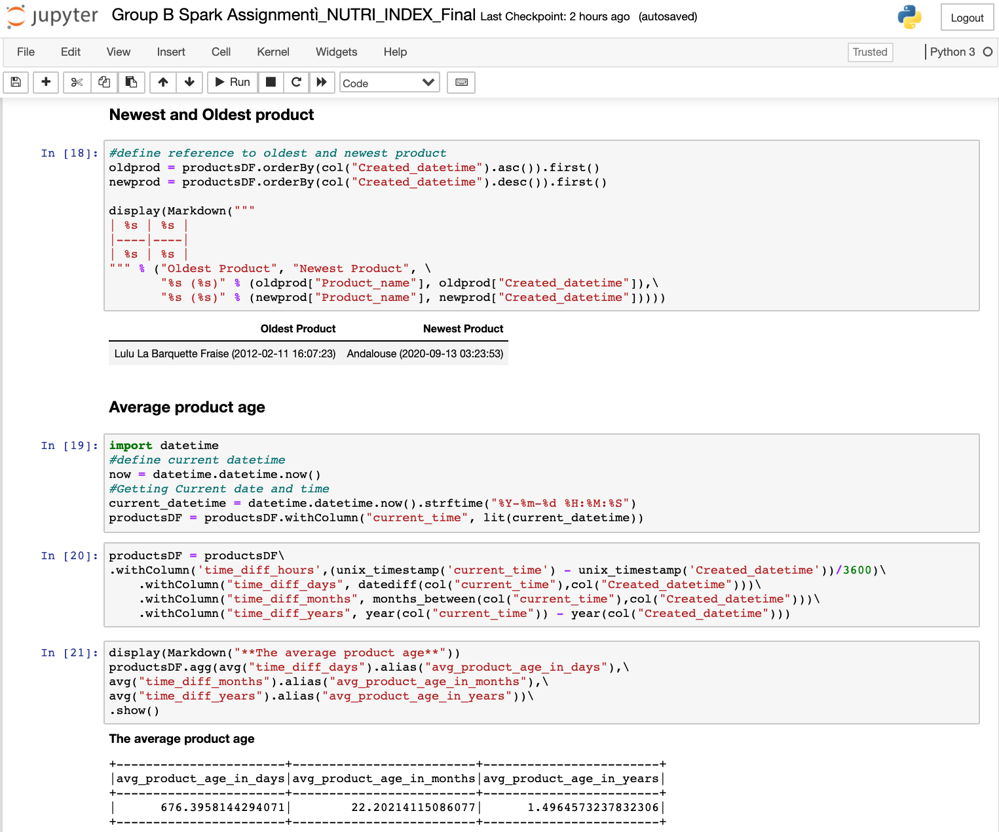 jupyter Group B Spark Assignmentì_NUTRI_INDEX_Final Last Checkpoint: 2 hours ago (autosaved) Logout
File Edit View Insert Cell Kernel Widgets Help Trusted Python 3
Run Code
Newest and Oldest product
In [18]: #define reference to oldest and newest product
oldprod = productsDF.orderBy(col("Created_datetime").asc()).first()
newprod = productsDF.orderBy(col("Created_datetime").desc()).first()
display(Markdown("""
| %s | %s |
|----|----|
| %s | %s |
""" % ("Oldest Product", "Newest Product", \
"%s (%s)" % (oldprod["Product_name"], oldprod["Created_datetime"]),\
"%s (%s)" % (newprod["Product_name"], newprod["Created_datetime"]))))
Oldest Product Newest Product
Lulu La Barquette Fraise (2012-02-11 16:07:23) Andalouse (2020-09-13 03:23:53)
Average product age
In [19]: import datetime
#define current datetime
now = datetime.datetime.now()
#Getting Current date and time
current_datetime = datetime.datetime.now().strftime("%Y-%m-%d %H:%M:%S")
productsDF = productsDF.withColumn("current_time", lit(current_datetime))
In [20]: productsDF = productsDF\
.withColumn('time_diff_hours',(unix_timestamp('current_time') - unix_timestamp('Created_datetime'))/3600)\
.withColumn("time_diff_days", datediff(col("current_time"),col("Created_datetime")))\
.withColumn("time_diff_months", months_between(col("current_time"),col("Created_datetime")))\
.withColumn("time_diff_years", year(col("current_time")) - year(col("Created_datetime")))
In [21]: display(Markdown("**The average product age**"))
productsDF.agg(avg("time_diff_days").alias("avg_product_age_in_days"),\
avg("time_diff_months").alias("avg_product_age_in_months"),\
avg("time_diff_years").alias("avg_product_age_in_years"))\
.show()
The average product age
+-----------------------+-------------------------+------------------------+
|avg_product_age_in_days|avg_product_age_in_months|avg_product_age_in_years|
+-----------------------+-------------------------+------------------------+
| 676.3958144294071| 22.20214115086077| 1.4964573237832306|
+-----------------------+-------------------------+------------------------+